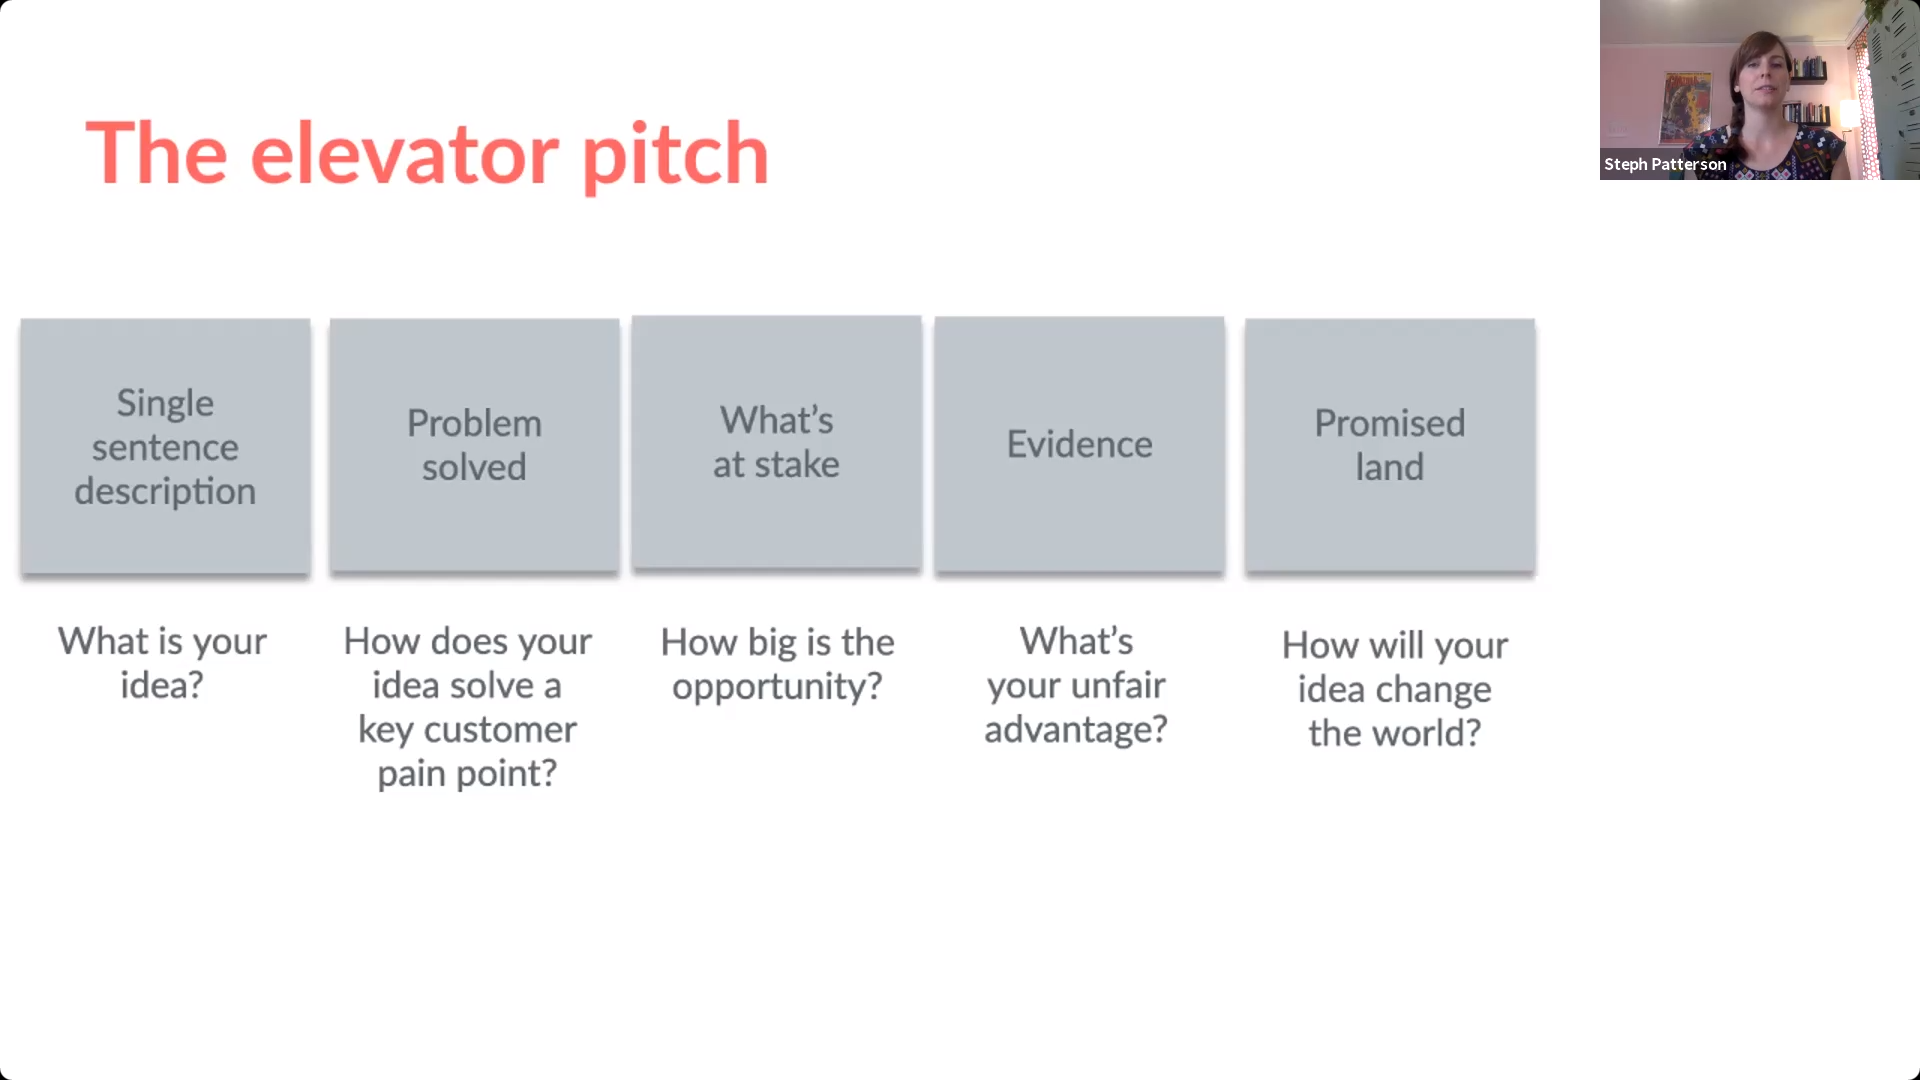 The elevator pitch
Steph Patterson
Single
sentence
description
Problem
solved
What's
at stake
Evidence
Promised
land
What is your
idea?
How does your
idea solve a
key customer
pain point?
How big is the
opportunity?
What's
your unfair
advantage?
How will your
idea change
the world?